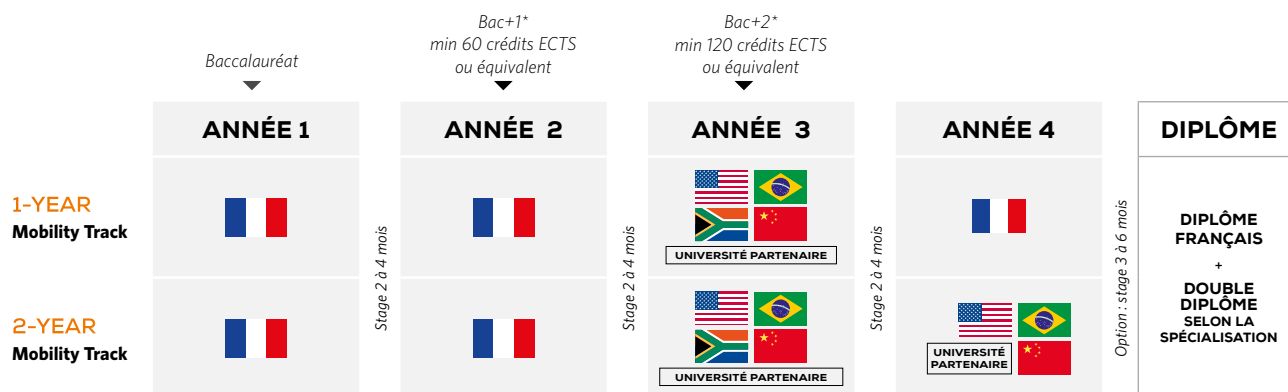 Baccalauréat
Bac+1*
min 60 crédits ECTS
ou équivalent
Bac+2*
min 120 crédits ECTS
ou équivalent
ANNÉE 1
ANNÉE 2
ANNÉE 3
ANNÉE 4
DIPLÔME
1-YEAR
Mobility Track
UNIVERSITÉ PARTENAIRE
2-YEAR
Mobility Track
UNIVERSITÉ PARTENAIRE
UNIVERSITÉ
PARTENAIRE
Stage 2 à 4 mois
Stage 2 à 4 mois
Stage 2 à 4 mois
Option : stage 3 à 6 mois
DIPLÔME
FRANÇAIS
+
DOUBLE
DIPLÔME
SELON LA
SPÉCIALISATION